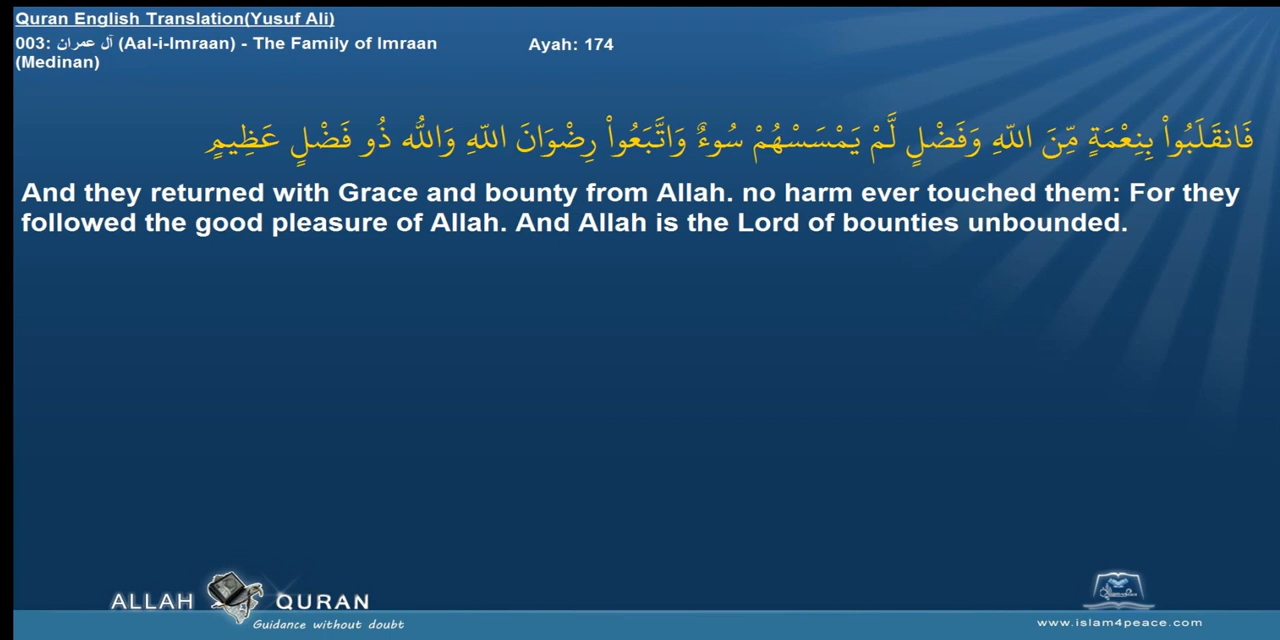 Quran English Translation(Yusuf Ali)
003: آل عمران (Aal-i-Imraan) - The Family of Imraan (Medinan)
Ayah: 174
فَانقَلَبُواْ بِنِعْمَةٍ مِّنَ اللّهِ وَفَضْلٍ لَّمْ يَمْسَسْهُمْ سُوءٌ وَاتَّبَعُواْ رِضْوَانَ اللّهِ وَاللّهُ ذُو فَضْلٍ عَظِيمٍ
And they returned with Grace and bounty from Allah. no harm ever touched them: For they
followed the good pleasure of Allah. And Allah is the Lord of bounties unbounded.
ALLAH QURAN
Guidance without doubt
www.islam4peace.com